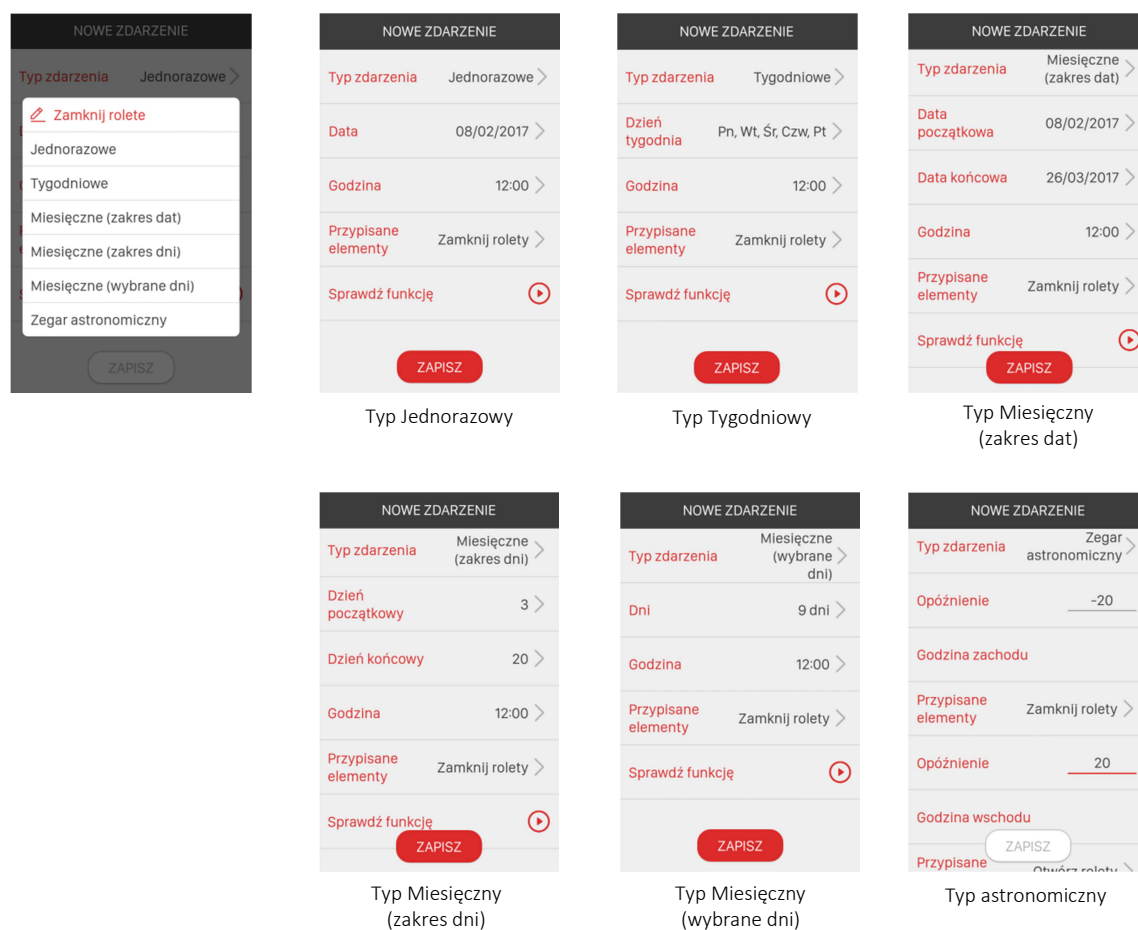 NOWE ZDARZENIE
Typ zdarzenia Jednorazowe
Zamknij rolete
Jednorazowe
Tygodniowe
Miesięczne (zakres dat)
Miesięczne (zakres dni)
Miesięczne (wybrane dni)
Zegar astronomiczny
ZAPISZ
NOWE ZDARZENIE
Typ zdarzenia Jednorazowe
Data 08/02/2017
Godzina 12:00
Przypisane
elementy Zamknij rolety
Sprawdź funkcję
ZAPISZ
Typ Jednorazowy
NOWE ZDARZENIE
Typ zdarzenia Tygodniowe
Dzień
tygodnia Pn, Wt, Śr, Czw, Pt
Godzina 12:00
Przypisane
elementy Zamknij rolety
Sprawdź funkcję
ZAPISZ
Typ Tygodniowy
NOWE ZDARZENIE
Typ zdarzenia Miesięczne
(zakres dat)
Data
początkowa 08/02/2017
Data końcowa 26/03/2017
Godzina 12:00
Przypisane
elementy Zamknij rolety
Sprawdź funkcję
ZAPISZ
Typ Miesięczny
(zakres dat)
NOWE ZDARZENIE
Typ zdarzenia Miesięczne
(zakres dni)
Dzień
początkowy 3
Dzień końcowy 20
Godzina 12:00
Przypisane
elementy Zamknij rolety
Sprawdź funkcję
ZAPISZ
Typ Miesięczny
(zakres dni)
NOWE ZDARZENIE
Typ zdarzenia Miesięczne
(wybrane
dni)
Dni 9 dni
Godzina 12:00
Przypisane
elementy Zamknij rolety
Sprawdź funkcję
ZAPISZ
Typ Miesięczny
(wybrane dni)
NOWE ZDARZENIE
Typ zdarzenia Zegar
astronomiczny
Opóźnienie -20
Godzina zachodu
Przypisane
elementy Zamknij rolety
Opóźnienie 20
Godzina wschodu
ZAPISZ
Przypisane Otwórz rolety
Typ astronomiczny